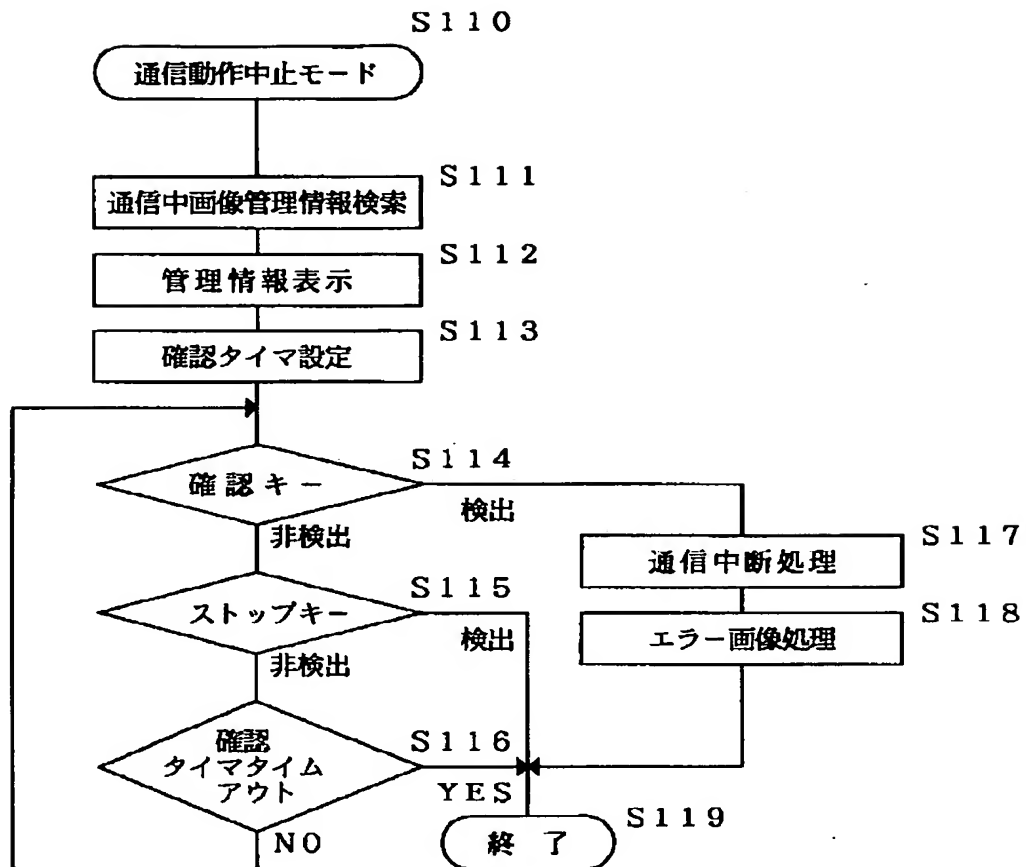 S110
通信動作中止モード
S111
通信中画像管理情報検索
S112
管理情報表示
S113
確認タイマ設定
S114
確認キー
検出
非検出
S117
通信中断処理
S115
ストップキー
検出
非検出
S118
エラー画像処理
S116
確認
タイマタイム
アウト
YES
NO
S119
終了